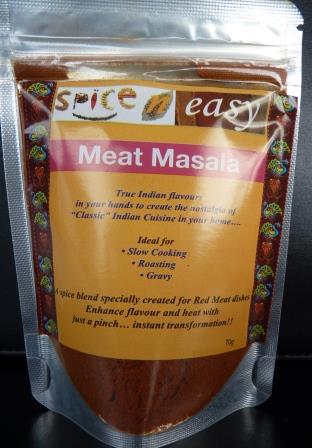 spice easy
Meat Masala
True Indian flavours
in your hands to create the nostalgia of
"Classic" Indian Cuisine in your home....
Ideal for
• Slow Cooking
• Roasting
• Gravy
A spice blend specially created for Red Meat dishes
Enhance flavour and heat with
just a pinch... instant transformation!!
70g